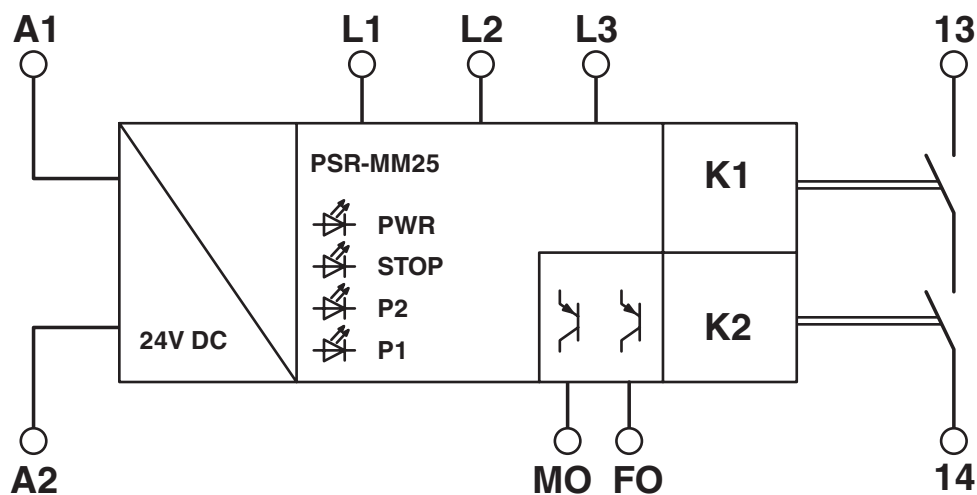 A1 L1 L2 L3 13
PSR-MM25
K1
PWR
STOP
P2
P1
24V DC
K2
A2 MO FO 14